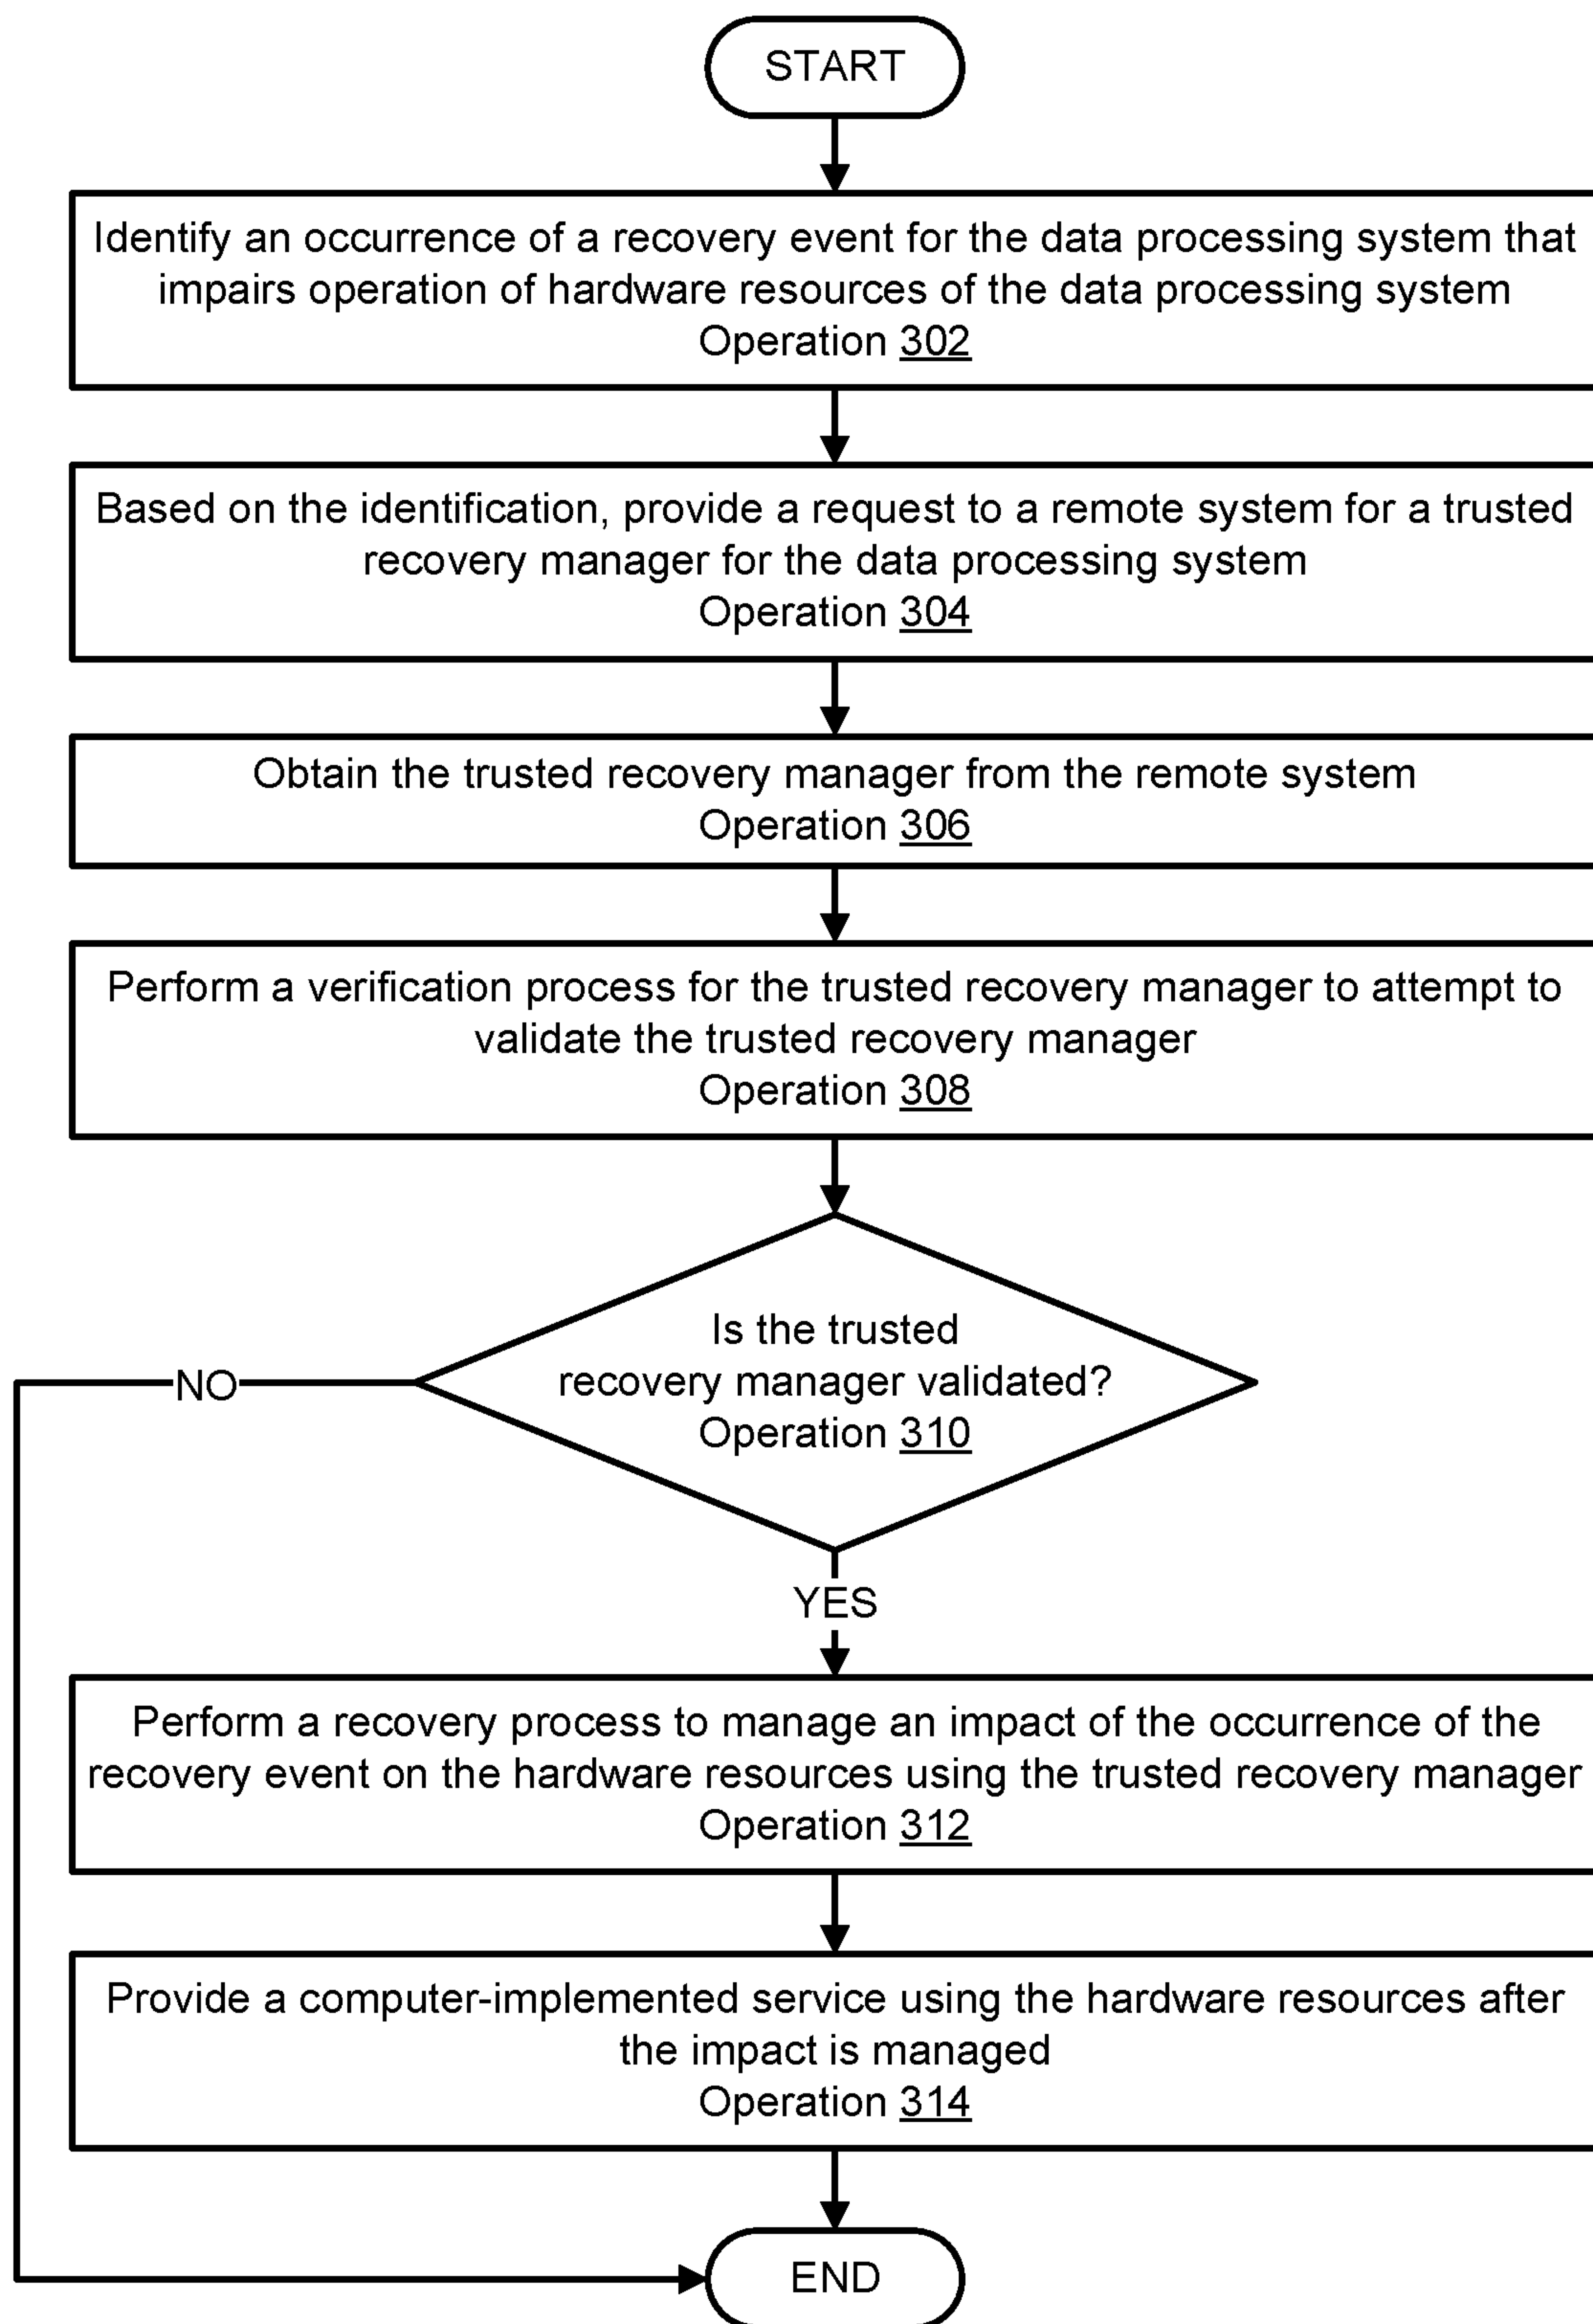 START
Identify an occurrence of a recovery event for the data processing system that
impairs operation of hardware resources of the data processing system
Operation 302
Based on the identification, provide a request to a remote system for a trusted
recovery manager for the data processing system
Operation 304
Obtain the trusted recovery manager from the remote system
Operation 306
Perform a verification process for the trusted recovery manager to attempt to
validate the trusted recovery manager
Operation 308
Is the trusted
recovery manager validated?
Operation 310
NO
YES
Perform a recovery process to manage an impact of the occurrence of the
recovery event on the hardware resources using the trusted recovery manager
Operation 312
Provide a computer-implemented service using the hardware resources after
the impact is managed
Operation 314
END